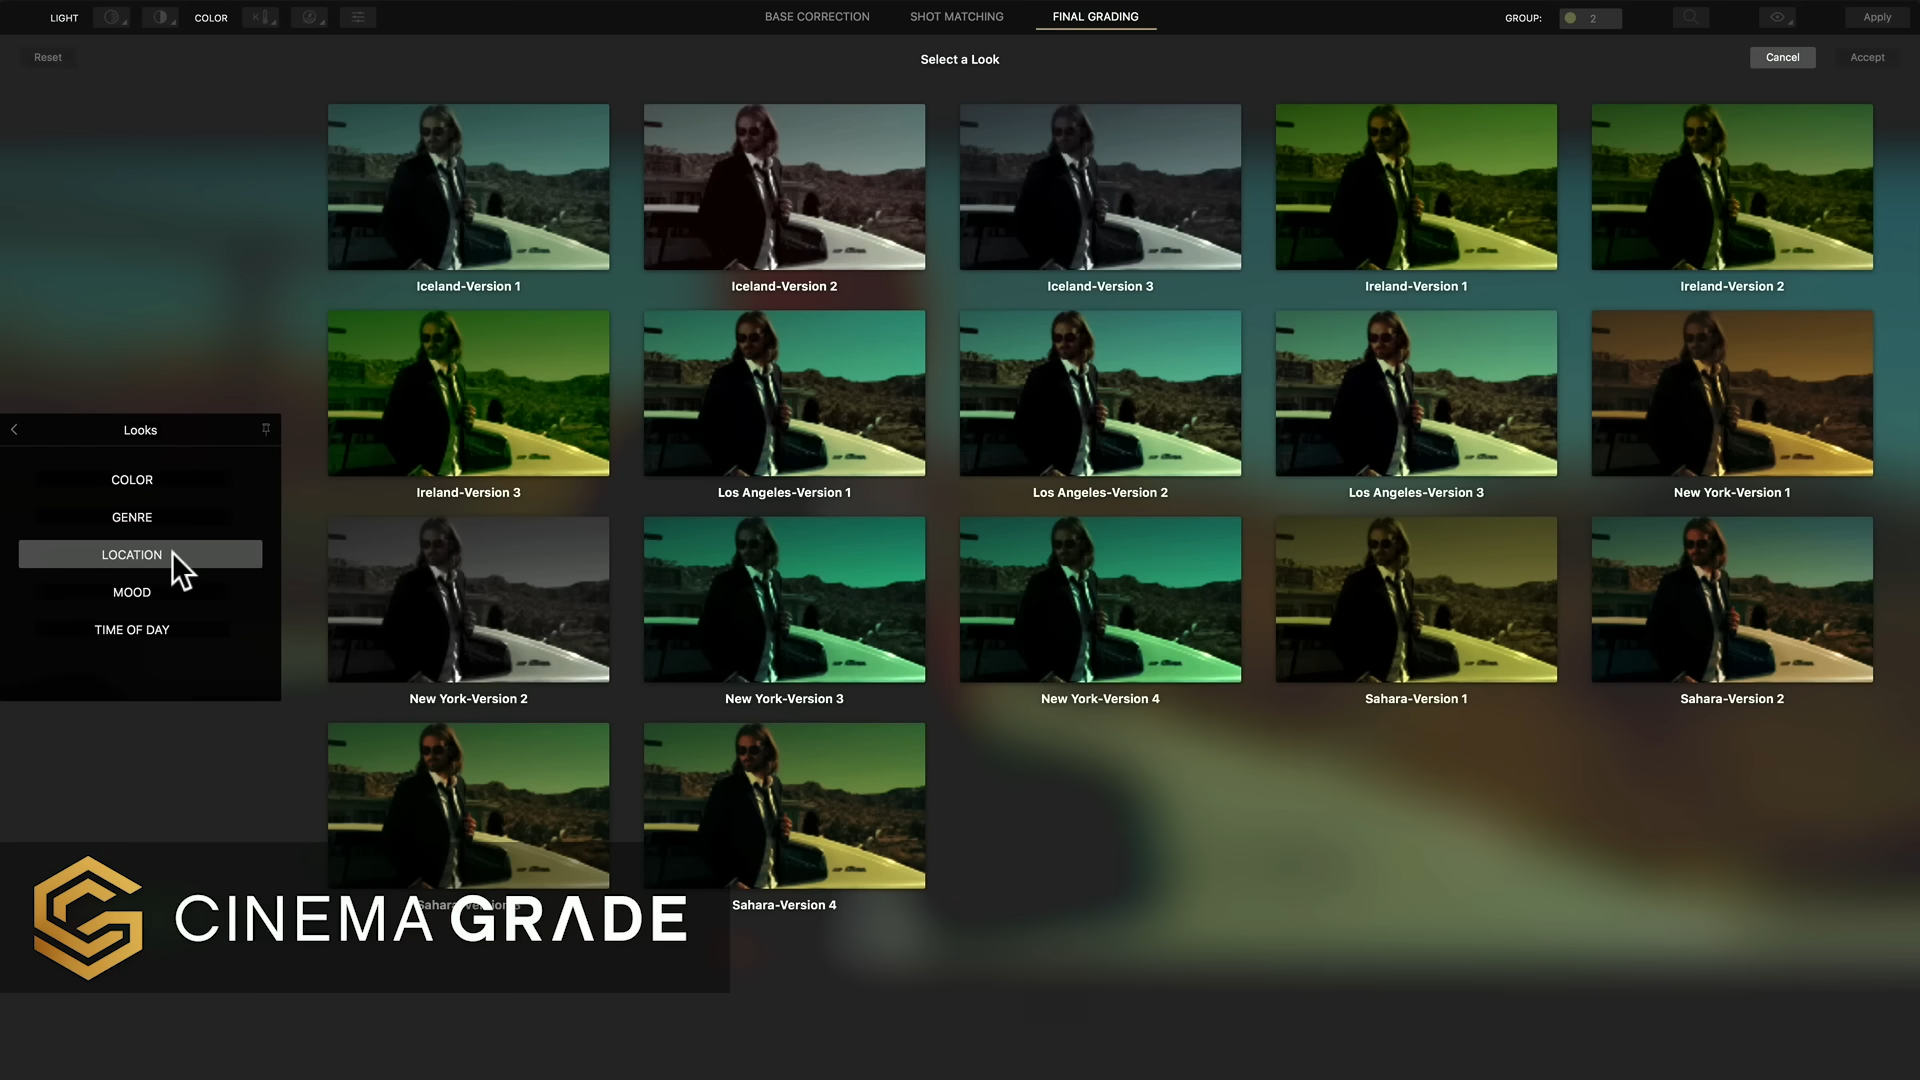 LIGHT
COLOR
K
BASE CORRECTION
SHOT MATCHING
FINAL GRADING
GROUP:
2
Apply
Reset
Select a Look
Cancel
Accept
Iceland-Version 1
Iceland-Version 2
Iceland-Version 3
Ireland-Version 1
Ireland-Version 2
Ireland-Version 3
Los Angeles-Version 1
Los Angeles-Version 2
Los Angeles-Version 3
New York-Version 1
Looks
COLOR
GENRE
LOCATION
MOOD
TIME OF DAY
New York-Version 2
New York-Version 3
New York-Version 4
Sahara-Version 1
Sahara-Version 2
Sahara-Version 4
CINEMA GRADE